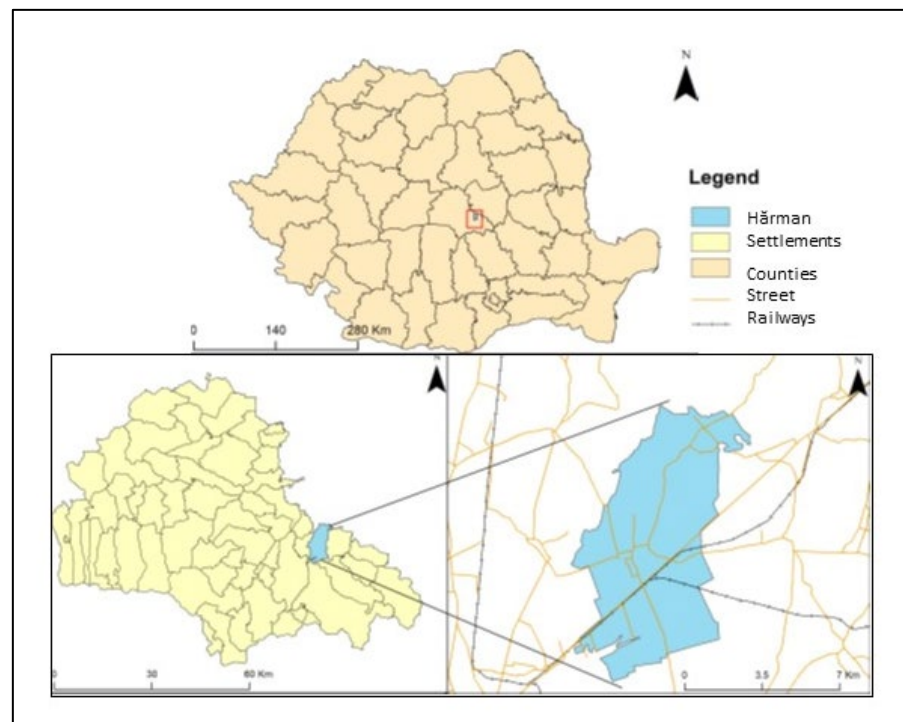 N
Legend
Hărman
Settlements
Counties
Street
Railways
0 140 280 Km
N
0 30 60 Km
N
0 3.5 7 Km